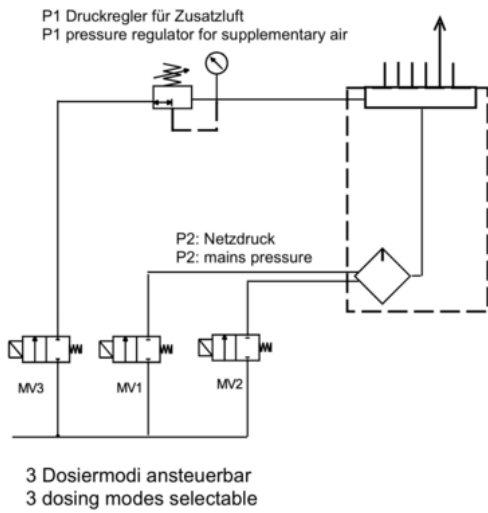 P1 Druckregler für Zusatzluft
P1 pressure regulator for supplementary air
P2: Netzdruck
P2: mains pressure
MV3
MV1
MV2
3 Dosiermodi ansteuerbar
3 dosing modes selectable